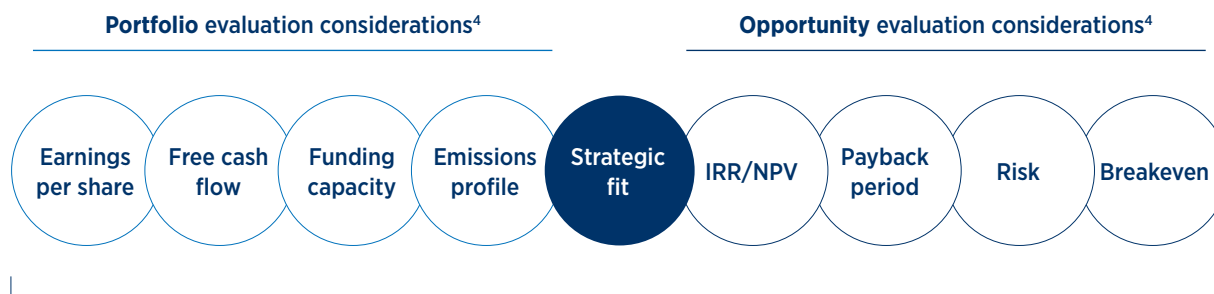 Portfolio evaluation considerations⁴
Opportunity evaluation considerations⁴
Earnings
per share
Free cash
flow
Funding
capacity
Emissions
profile
Strategic
fit
IRR/NPV
Payback
period
Risk
Breakeven